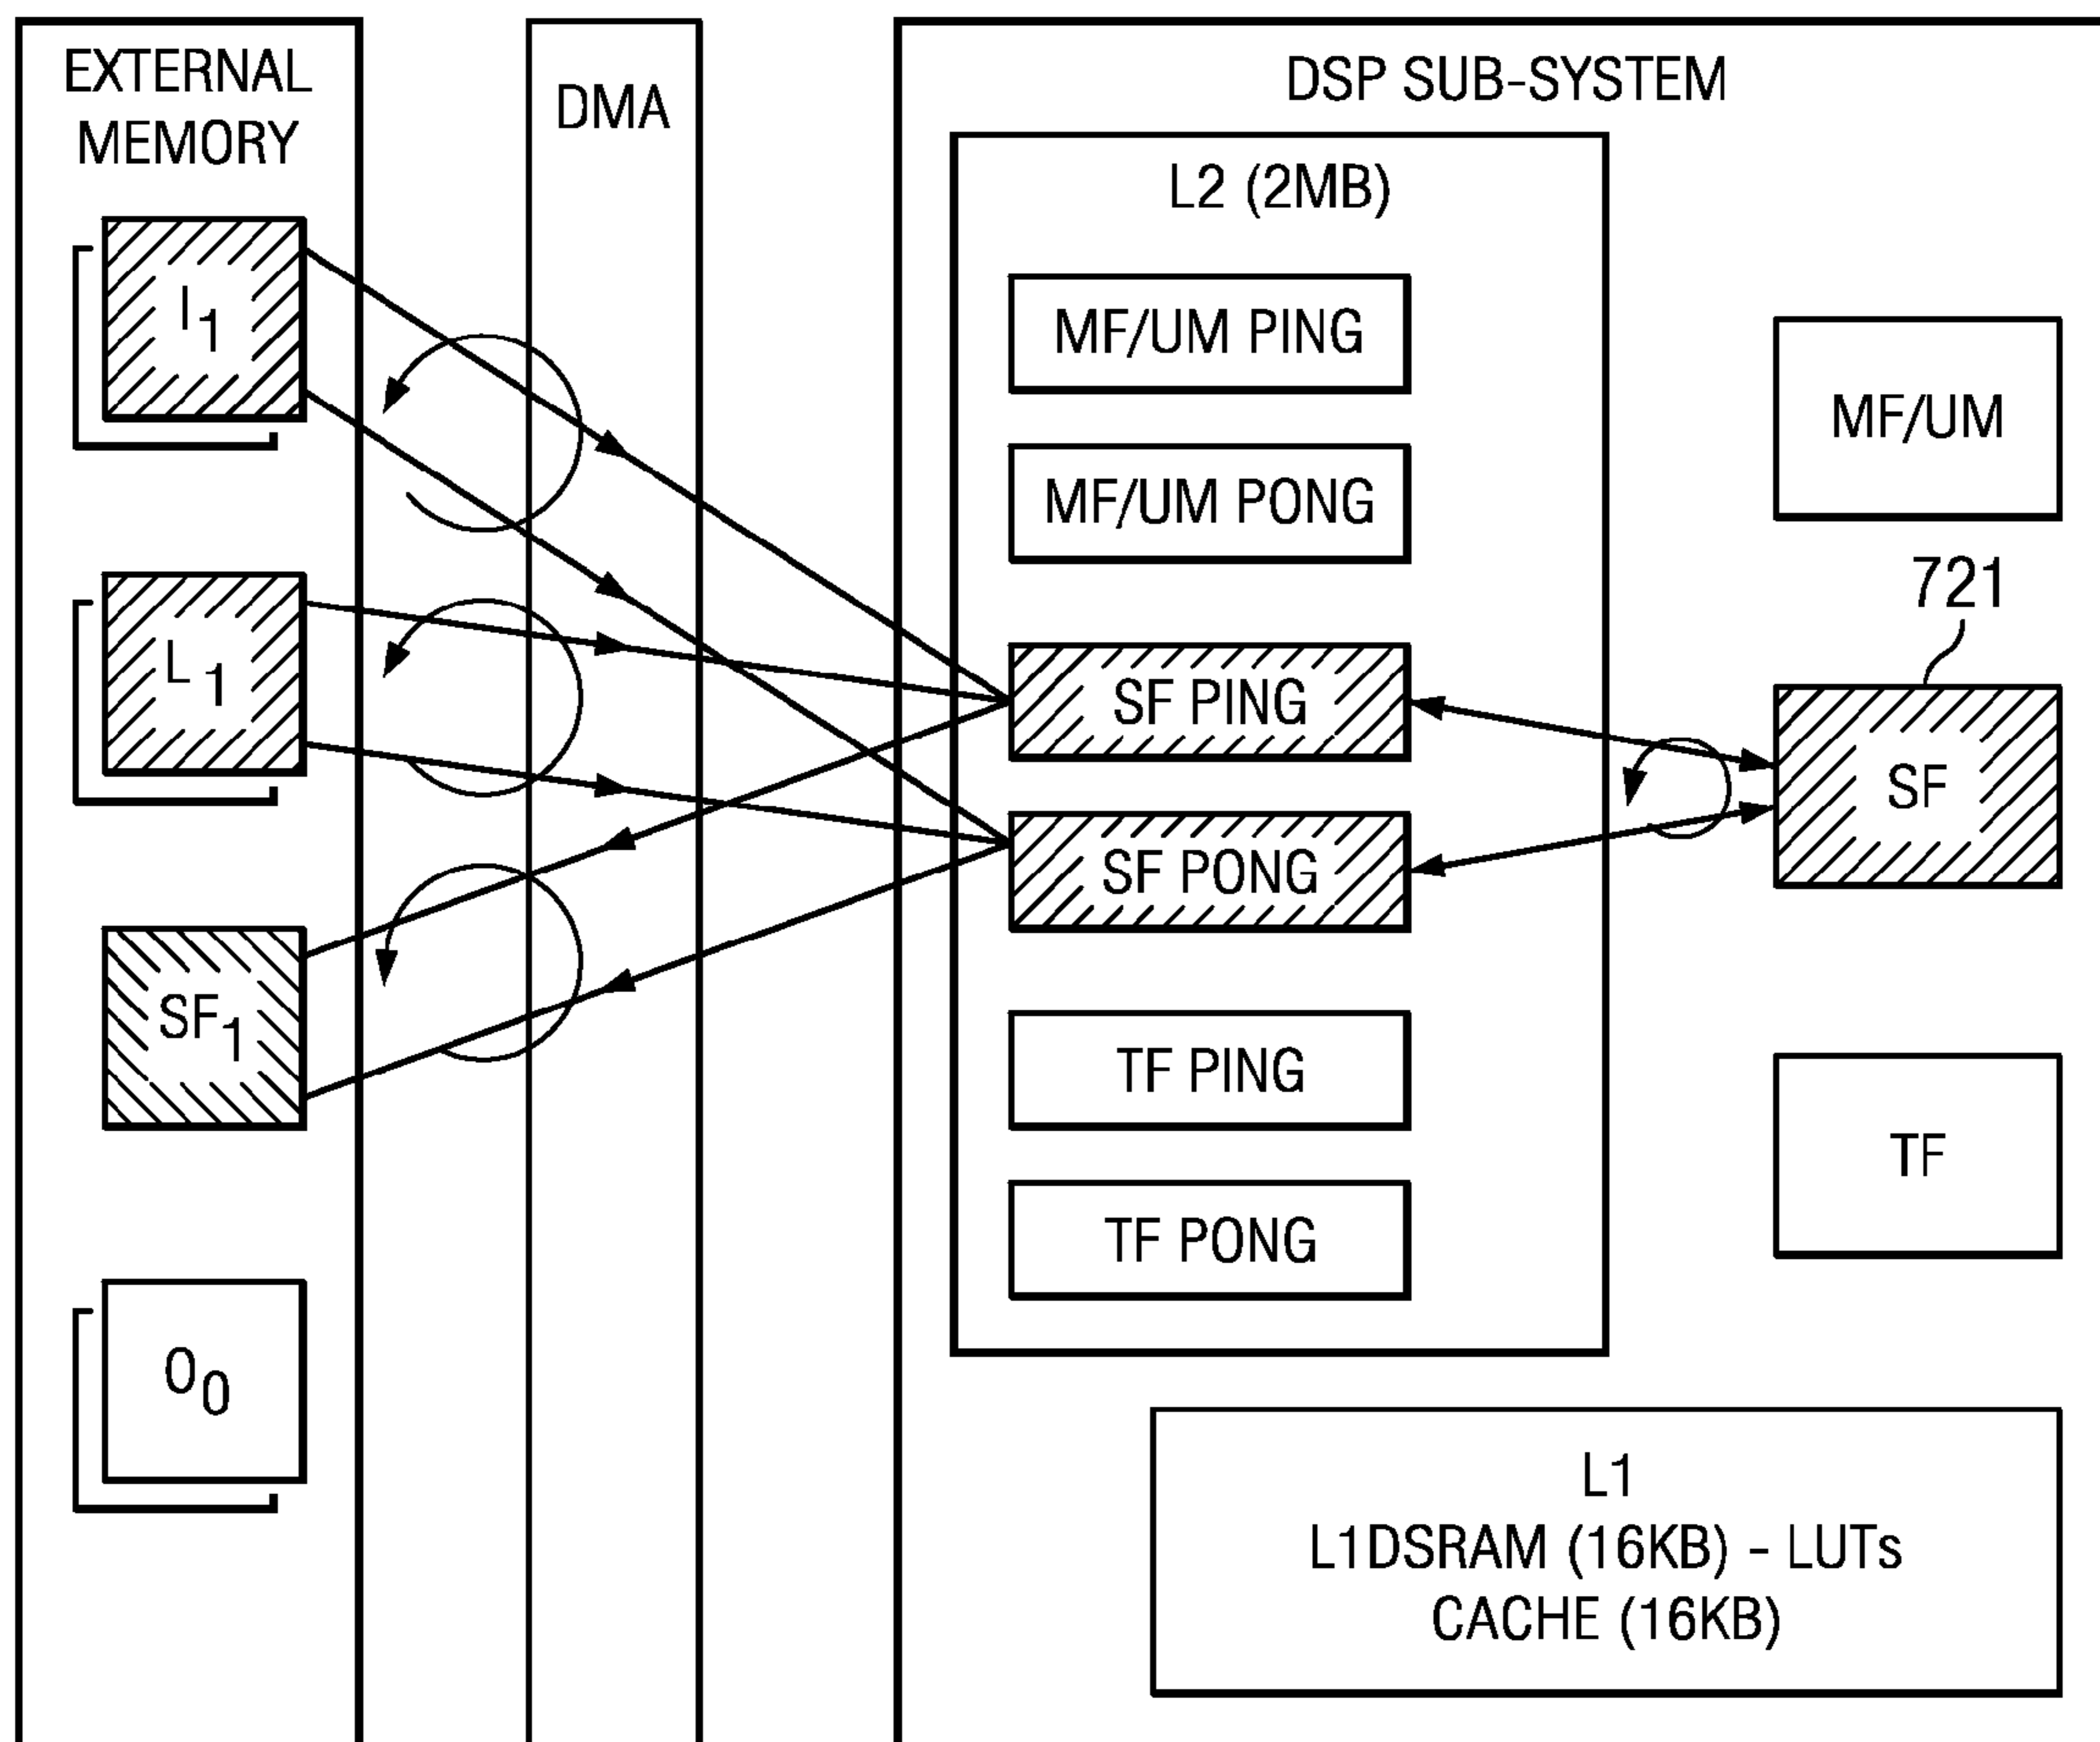 EXTERNAL
MEMORY
DMA
DSP SUB-SYSTEM
L2 (2MB)
I1
MF/UM PING
MF/UM
MF/UM PONG
721
L1
SF PING
SF
SF PONG
SF1
TF PING
TF
TF PONG
O0
L1
L1DSRAM (16KB) - LUTs
CACHE (16KB)